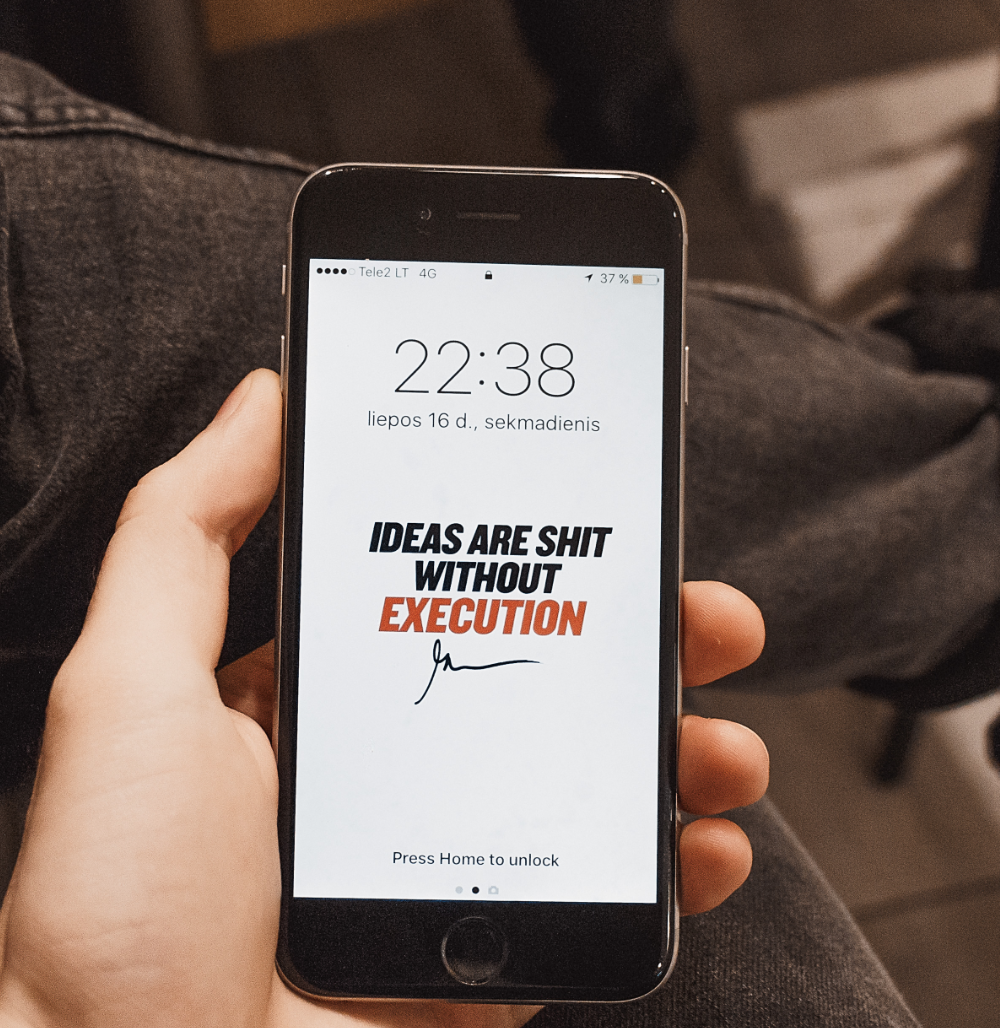 Tele2 LT 4G 37 %
22:38
liepos 16 d., sekmadienis
IDEAS ARE SHIT
WITHOUT
EXECUTION
Press Home to unlock